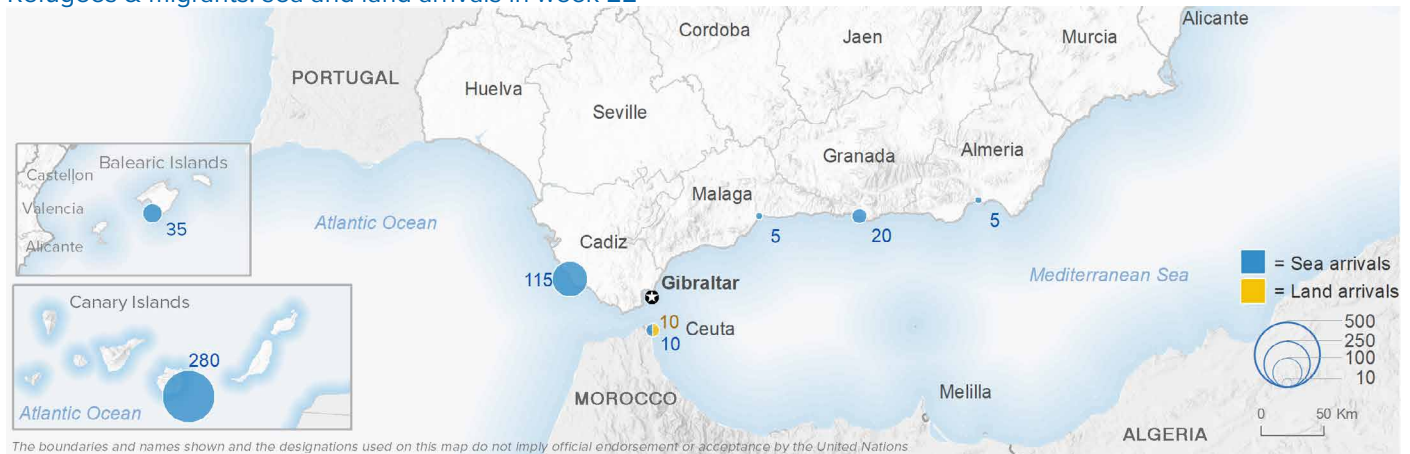 Refugees & migrants: sea and land arrivals in week 22
Alicante
Cordoba
Jaen
Murcia
PORTUGAL
Huelva
Seville
Balearic Islands
Castellon
Valencia
Alicante
35
Granada
Almeria
Malaga
Atlantic Ocean
5
20
5
Cadiz
115
Gibraltar
Mediterranean Sea
= Sea arrivals
= Land arrivals
Canary Islands
280
Atlantic Ocean
10
10
Ceuta
500
250
100
10
MOROCCO
Melilla
0 50 Km
ALGERIA
The boundaries and names shown and the designations used on this map do not imply official endorsement or acceptance by the United Nations